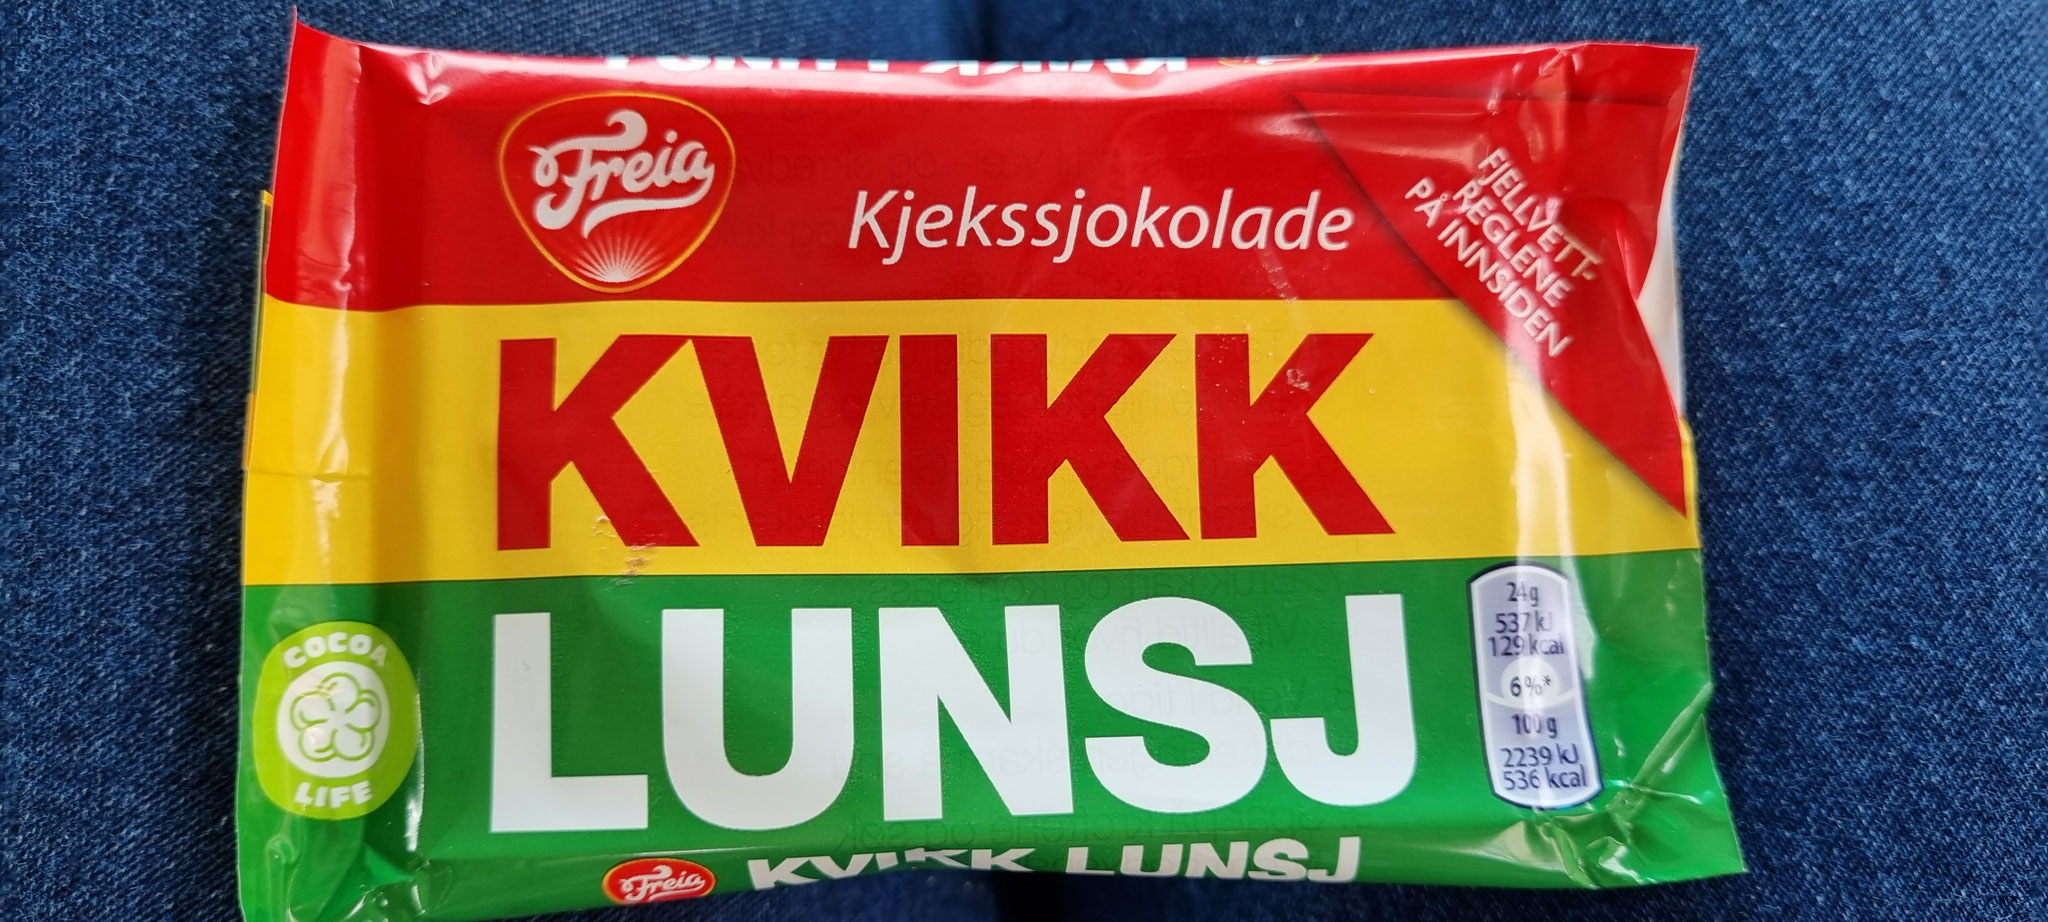 Freia
Kjekssjokolade
FJELLVETT-
REGLENE
PÅ INNSIDEN
KVIKK
LUNSJ
COCOA
LIFE
24g
537 kJ
129 kcal
6%*
100 g
2239 kJ
536 kcal
Freia KVIKK LUNSJ